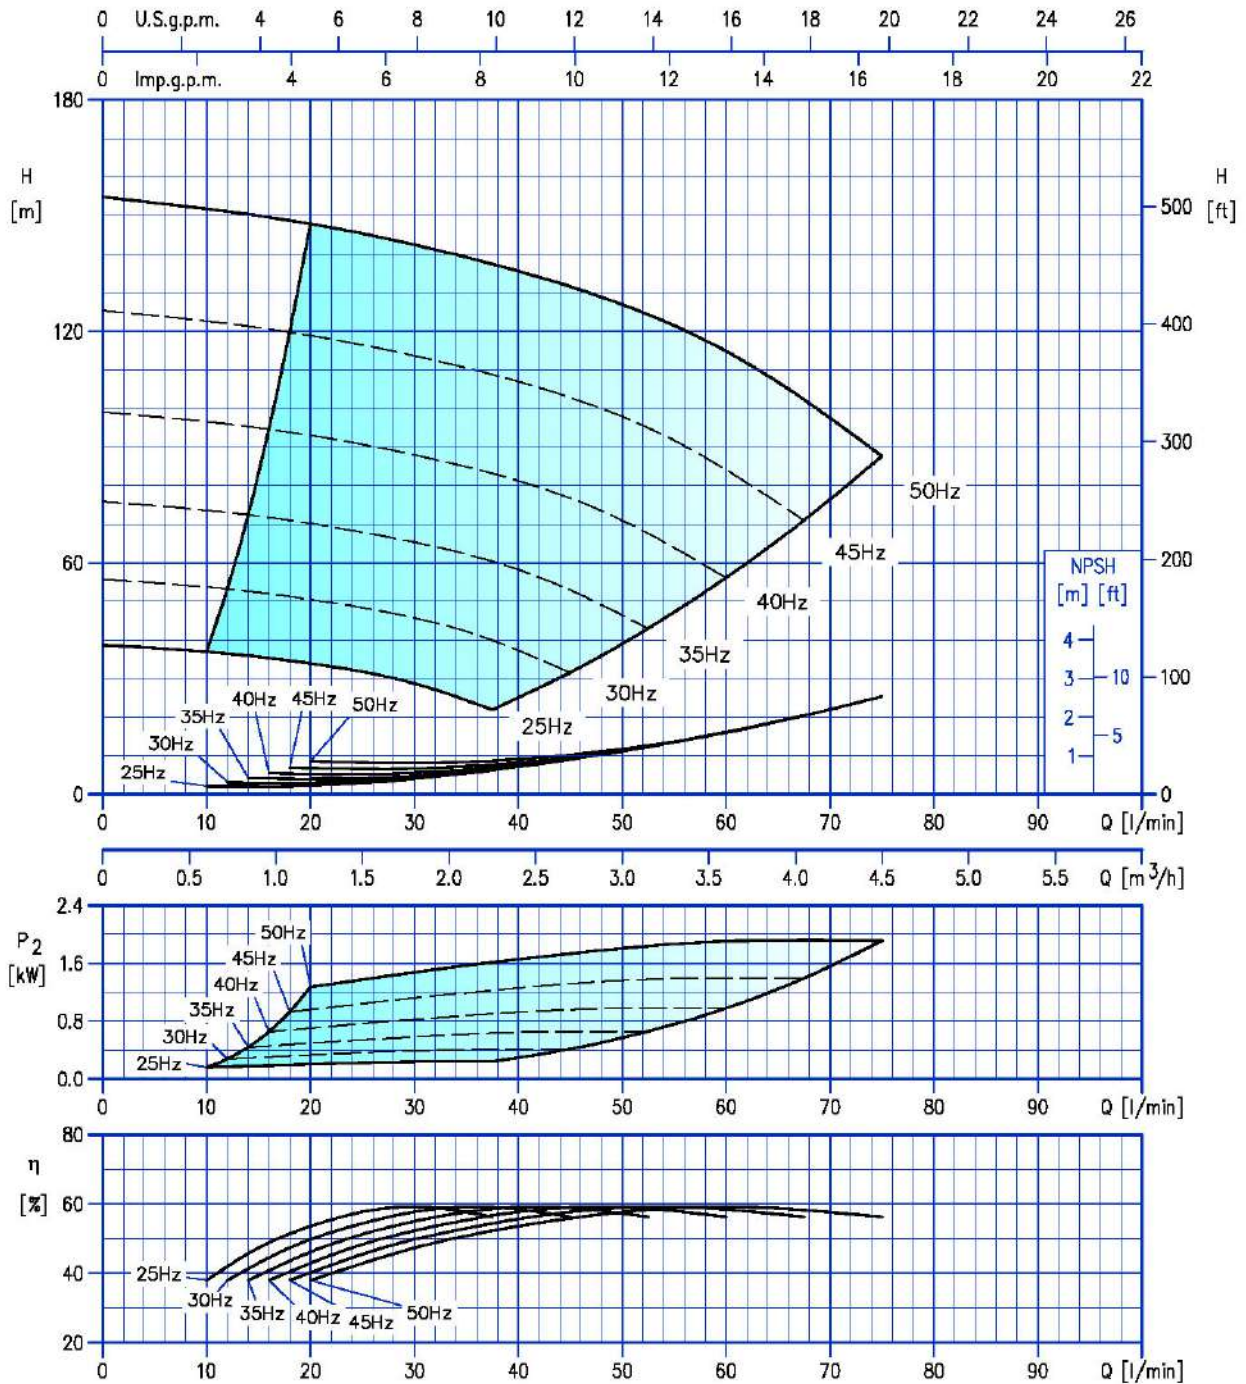 0 U.S.g.p.m. 4 6 8 10 12 14 16 18 20 22 24 26
0 Imp.g.p.m. 4 6 8 10 12 14 16 18 20 22
180
H H
[m] [ft]
500
120 400
300
50Hz
45Hz
60 NPSH 200
[m] [ft]
40Hz
4
35Hz
3 10
30Hz
100
40Hz 45Hz 50Hz
35Hz 25Hz
2
5
30Hz
1
25Hz
0 0
0 10 20 30 40 50 60 70 80 90 Q [l/min]
0 0.5 1.0 1.5 2.0 2.5 3.0 3.5 4.0 4.5 5.0 5.5 Q [m³/h]
2.4
P2 50Hz
[kW] 1.6 45Hz
40Hz
35Hz
0.8
30Hz
25Hz
0.0
0 10 20 30 40 50 60 70 80 90 Q [l/min]
80
η
[%] 60
40
25Hz 30Hz 35Hz 40Hz 45Hz 50Hz
20
0 10 20 30 40 50 60 70 80 90 Q [l/min]